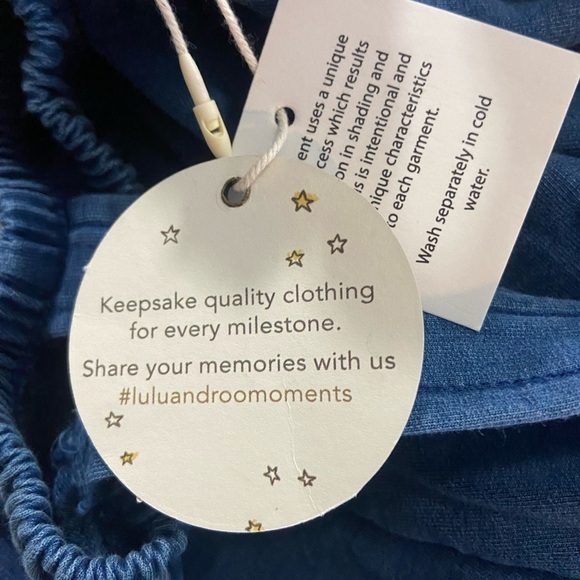 Keepsake quality clothing
for every milestone.
Share your memories with us
#luluandroomoments
uses a unique
which results
in shading and
is intentional and
characteristics
to each garment.
Wash separately in cold
water.